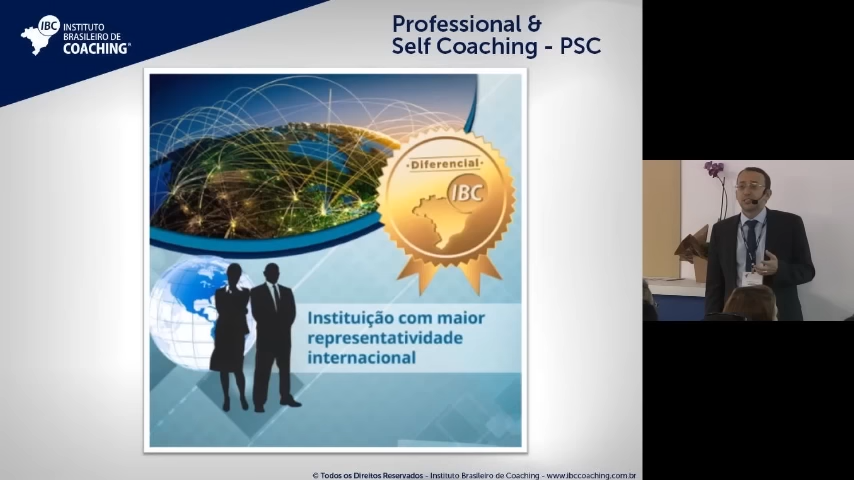 IBC
INSTITUTO
BRASILEIRO DE
COACHING®
Professional &
Self Coaching - PSC
·Diferencial·
IBC
Instituição com maior
representatividade
internacional
© Todos os Direitos Reservados - Instituto Brasileiro de Coaching - www.ibccoaching.com.br